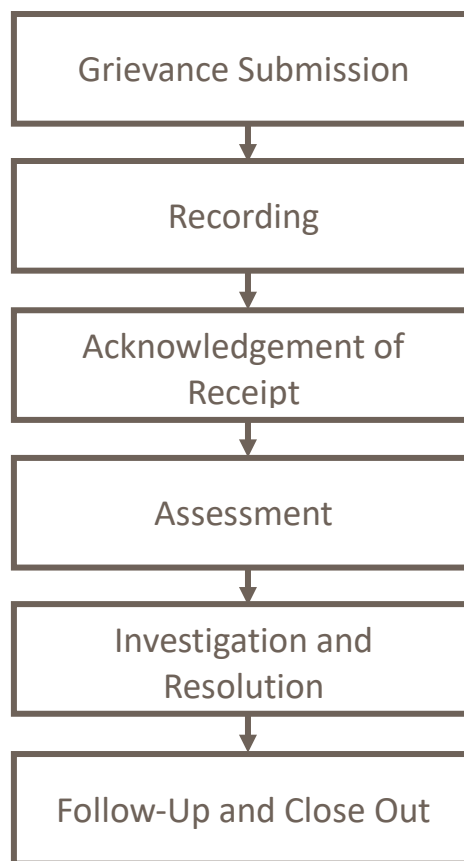 Grievance Submission
Recording
Acknowledgement of
Receipt
Assessment
Investigation and
Resolution
Follow-Up and Close Out